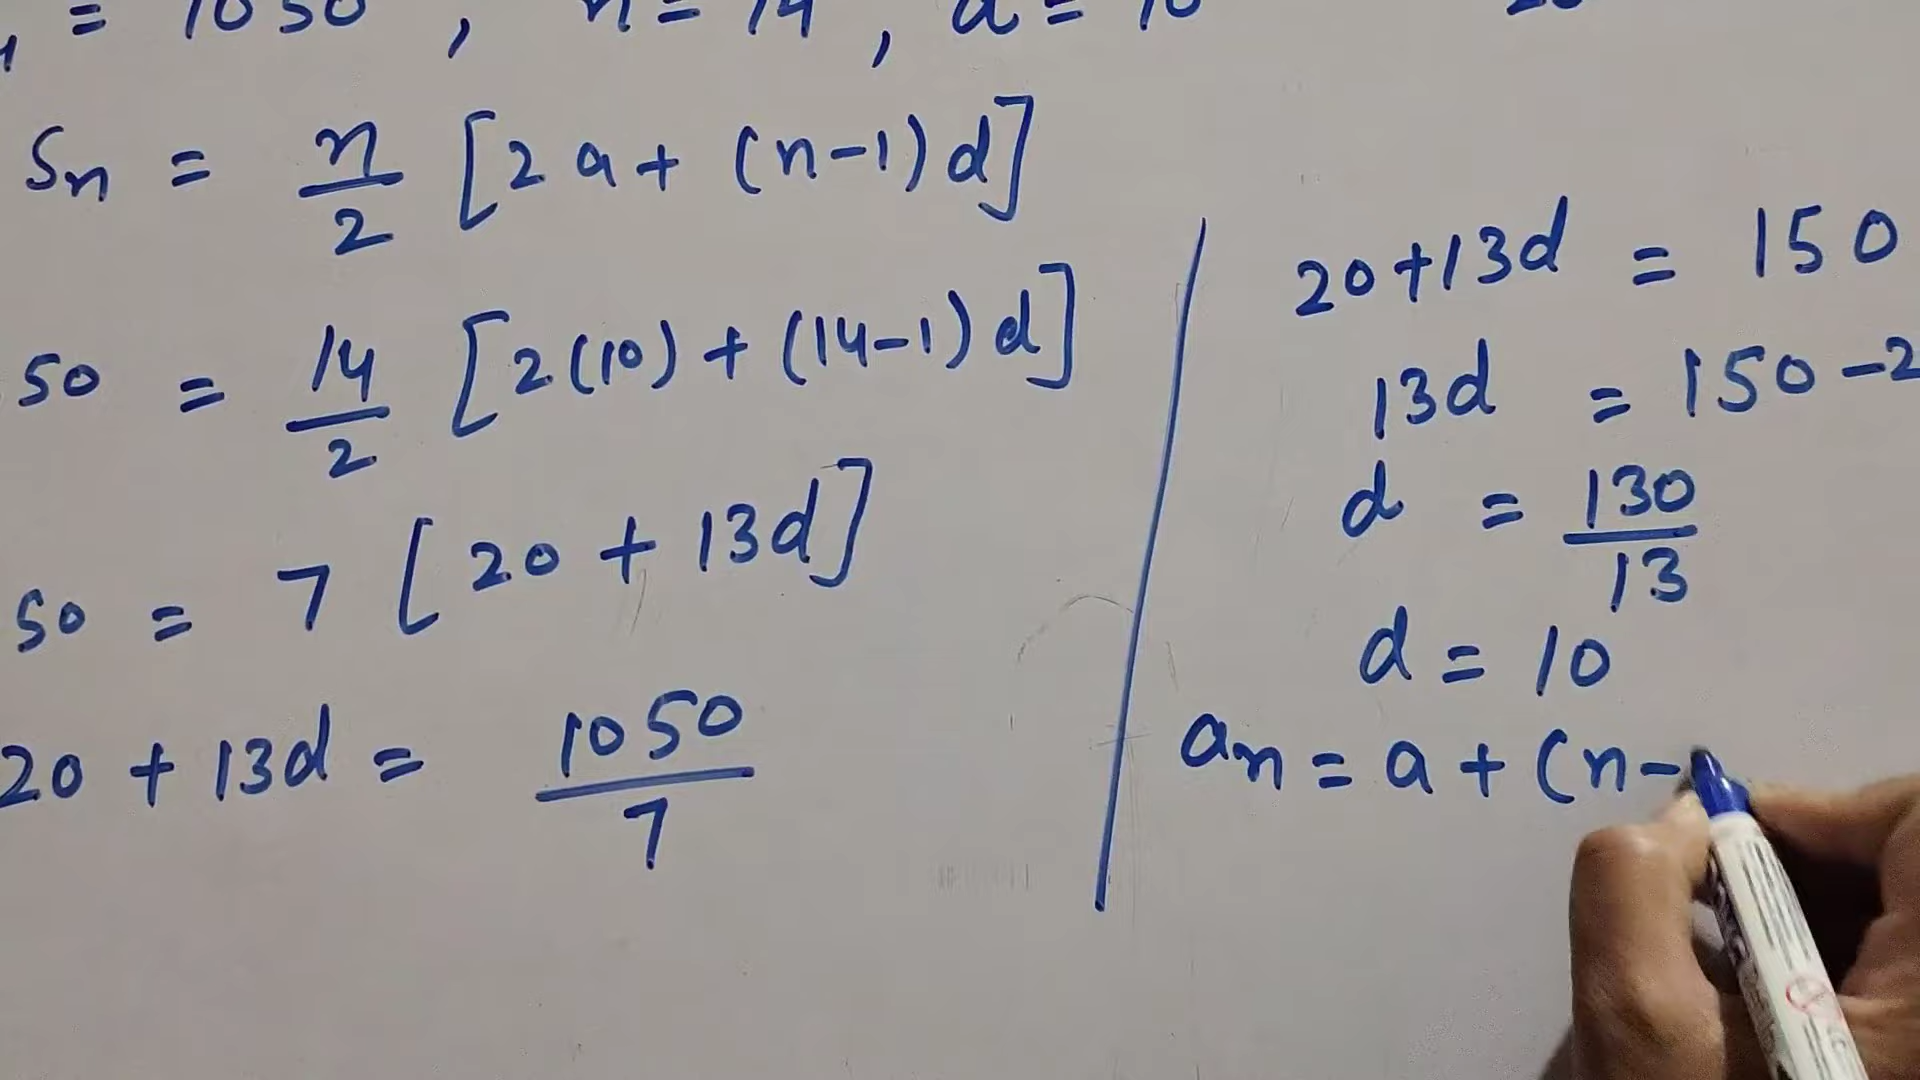 = 1050 , n = 14 , a = 10
Sn = n/2 [2a + (n-1)d]
50 = 14/2 [2(10) + (14-1)d]
50 = 7 [20 + 13d]
20 + 13d = 1050/7
20+13d = 150
13d = 150-2
d = 130/13
d = 10
an = a + (n-